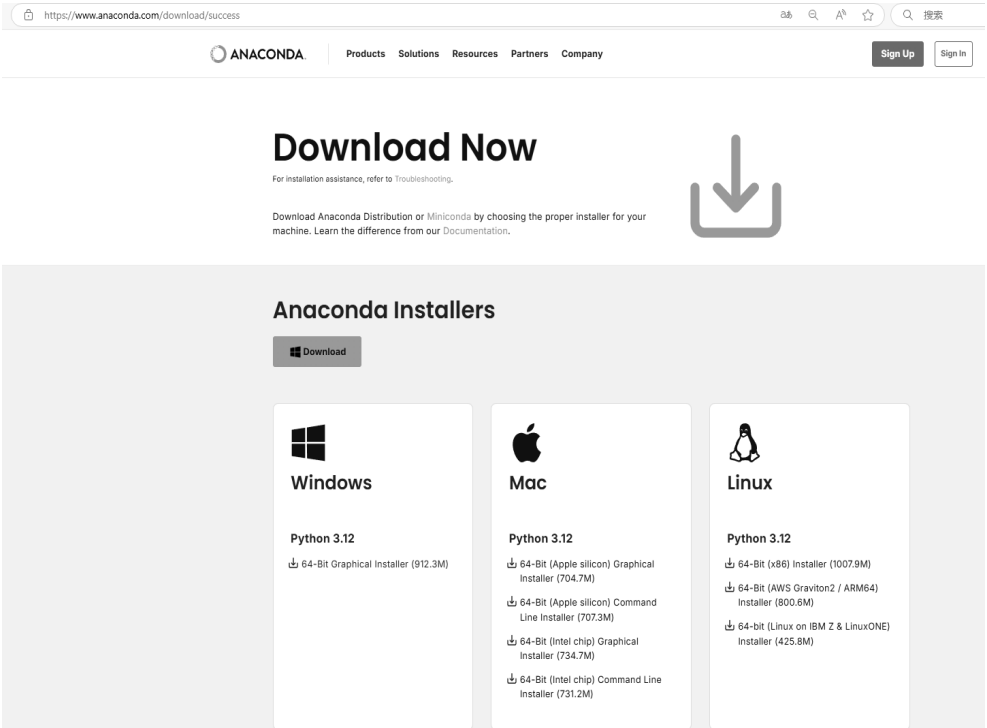 https://www.anaconda.com/download/success
搜索
ANACONDA.
Products Solutions Resources Partners Company
Sign Up
Sign In
Download Now
For installation assistance, refer to Troubleshooting.
Download Anaconda Distribution or Miniconda by choosing the proper installer for your
machine. Learn the difference from our Documentation.
Anaconda Installers
Download
Windows
Python 3.12
64-Bit Graphical Installer (912.3M)
Mac
Python 3.12
64-Bit (Apple silicon) Graphical
Installer (704.7M)
64-Bit (Apple silicon) Command
Line Installer (707.3M)
64-Bit (Intel chip) Graphical
Installer (734.7M)
64-Bit (Intel chip) Command Line
Installer (731.2M)
Linux
Python 3.12
64-Bit (x86) Installer (1007.9M)
64-Bit (AWS Graviton2 / ARM64)
Installer (800.6M)
64-bit (Linux on IBM Z & LinuxONE)
Installer (425.8M)